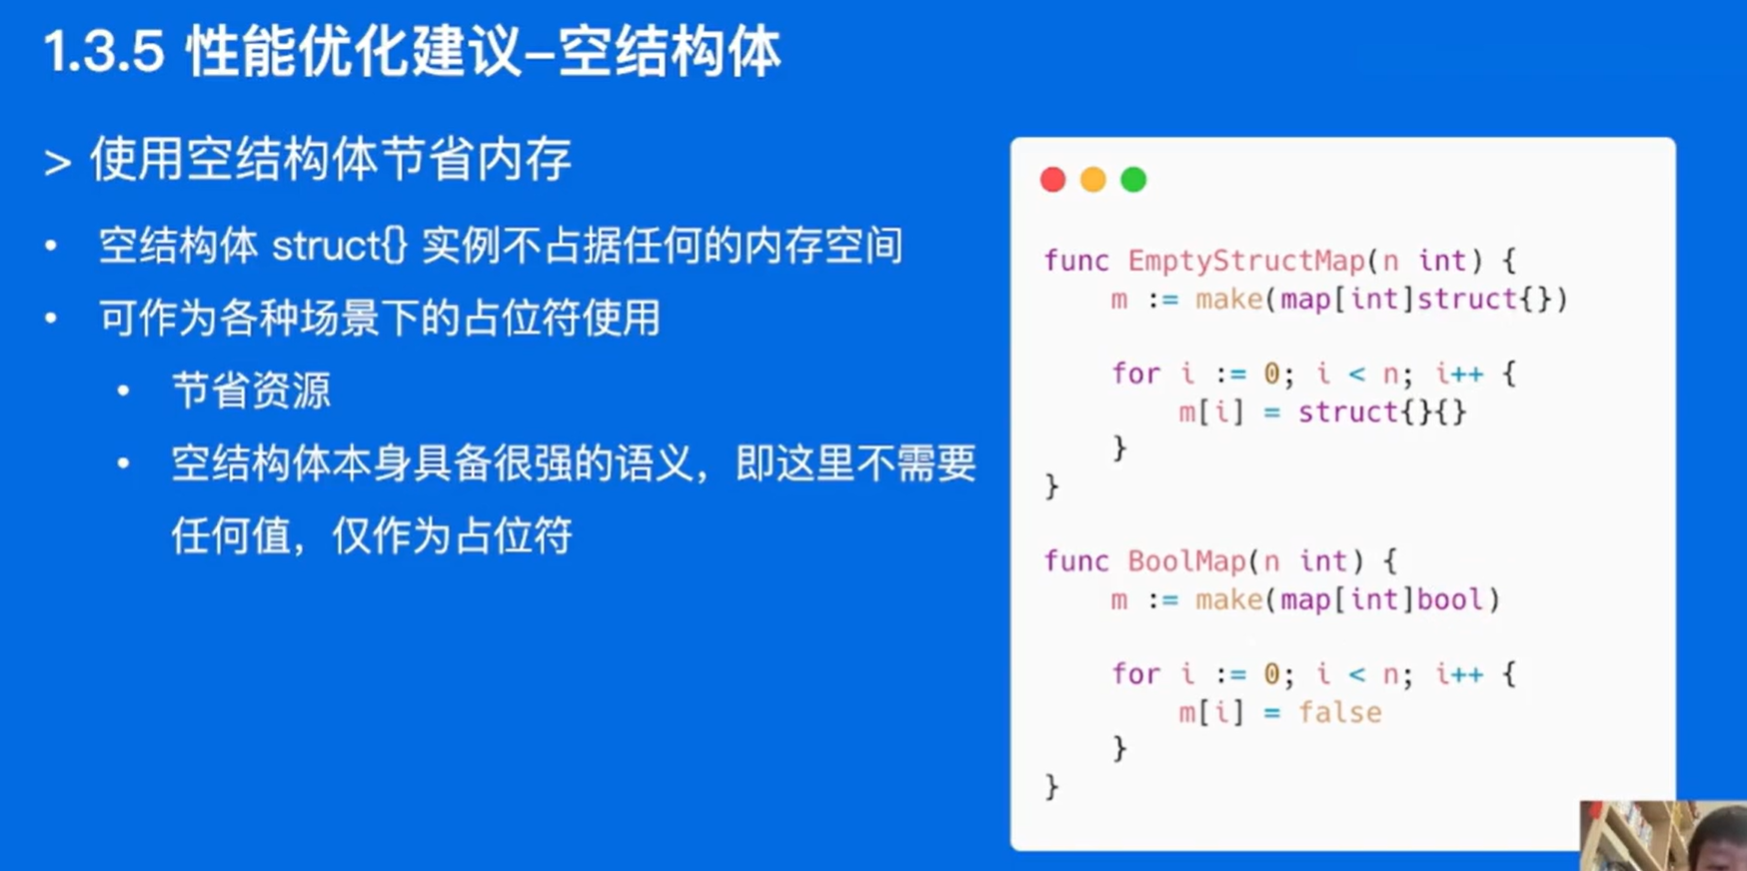 1.3.5 性能优化建议-空结构体
> 使用空结构体节省内存
• 空结构体 struct{} 实例不占据任何的内存空间
• 可作为各种场景下的占位符使用
• 节省资源
• 空结构体本身具备很强的语义，即这里不需要
任何值，仅作为占位符
func EmptyStructMap(n int) {
    m := make(map[int]struct{})

    for i := 0; i < n; i++ {
        m[i] = struct{}{}
    }
}

func BoolMap(n int) {
    m := make(map[int]bool)

    for i := 0; i < n; i++ {
        m[i] = false
    }
}